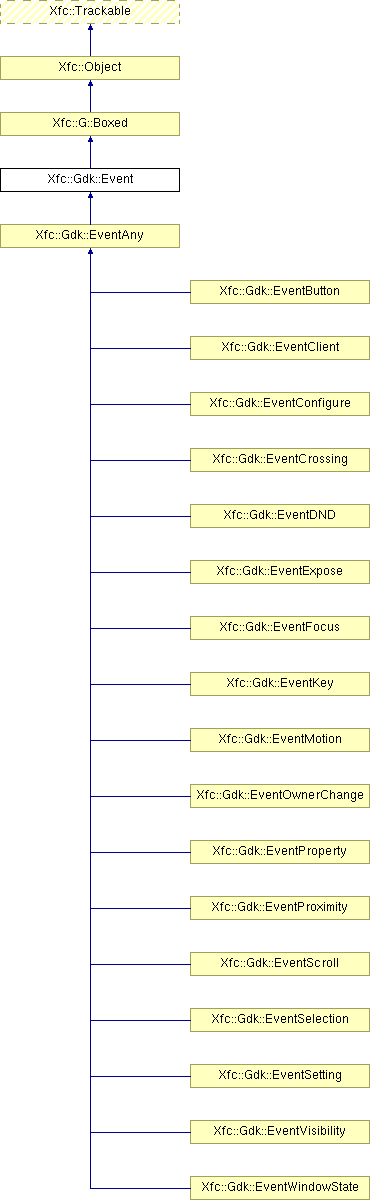 Xfc::Trackable
Xfc::Object
Xfc::G::Boxed
Xfc::Gdk::Event
Xfc::Gdk::EventAny
Xfc::Gdk::EventButton
Xfc::Gdk::EventClient
Xfc::Gdk::EventConfigure
Xfc::Gdk::EventCrossing
Xfc::Gdk::EventDND
Xfc::Gdk::EventExpose
Xfc::Gdk::EventFocus
Xfc::Gdk::EventKey
Xfc::Gdk::EventMotion
Xfc::Gdk::EventOwnerChange
Xfc::Gdk::EventProperty
Xfc::Gdk::EventProximity
Xfc::Gdk::EventScroll
Xfc::Gdk::EventSelection
Xfc::Gdk::EventSetting
Xfc::Gdk::EventVisibility
Xfc::Gdk::EventWindowState